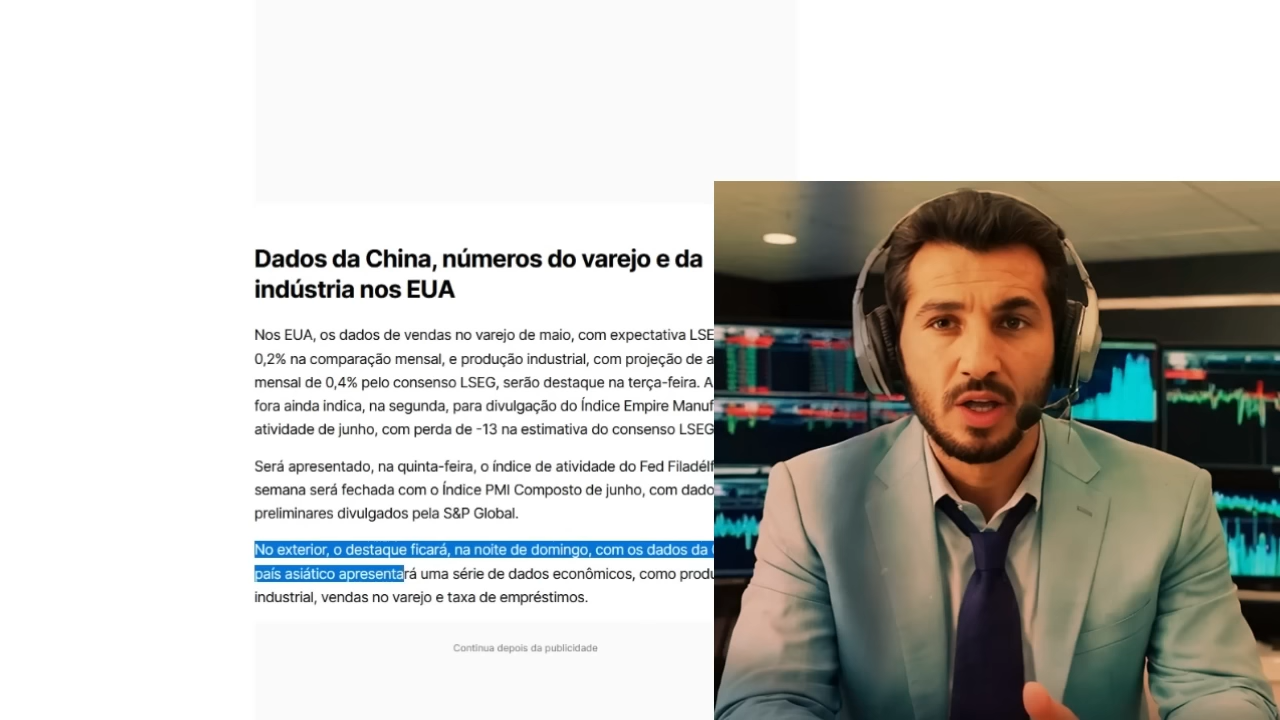 Dados da China, números do varejo e da
indústria nos EUA
Nos EUA, os dados de vendas no varejo de maio, com expectativa LSE
0,2% na comparação mensal, e produção industrial, com projeção de a
mensal de 0,4% pelo consenso LSEG, serão destaque na terça-feira. A
fora ainda indica, na segunda, para divulgação do Índice Empire Manuf
atividade de junho, com perda de -13 na estimativa do consenso LSEG
Será apresentado, na quinta-feira, o índice de atividade do Fed Filadélf
semana será fechada com o Índice PMI Composto de junho, com dado
preliminares divulgados pela S&P Global.
No exterior, o destaque ficará, na noite de domingo, com os dados da
país asiático apresentará uma série de dados econômicos, como produ
industrial, vendas no varejo e taxa de empréstimos.
Continua depois da publicidade